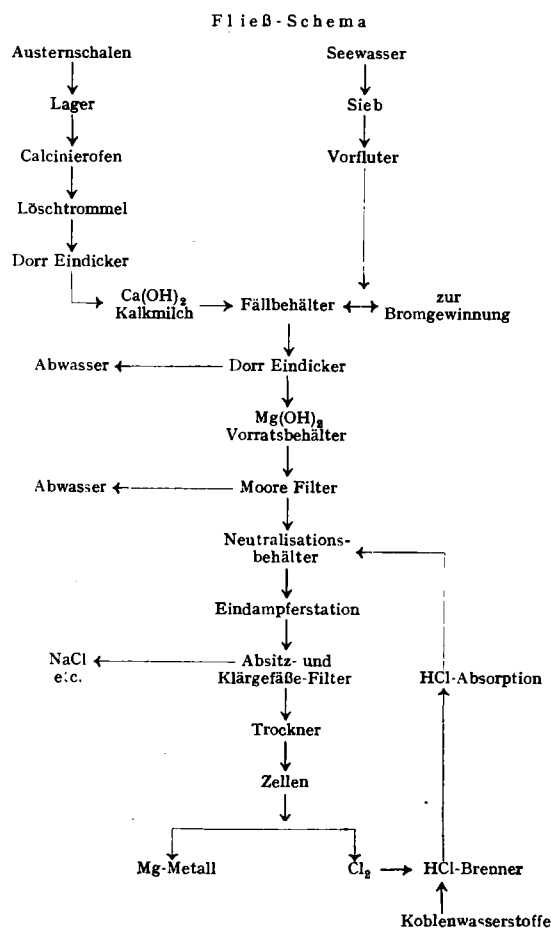 Fließ-Schema
Austernschalen
Seewasser
Lager
Sieb
Calcinierofen
Vorfluter
Löschtrommel
Dorr Eindicker
Ca(OH)2
Kalkmilch
Fällbehälter
zur
Bromgewinnung
Abwasser
Dorr Eindicker
Mg(OH)2
Vorratsbehälter
Abwasser
Moore Filter
Neutralisations-
behälter
Eindampferstation
NaCl
etc.
Absitz- und
Klärgefäße-Filter
HCl-Absorption
Trockner
Zellen
Mg-Metall
Cl2
HCl-Brenner
Kohlenwasserstoffe